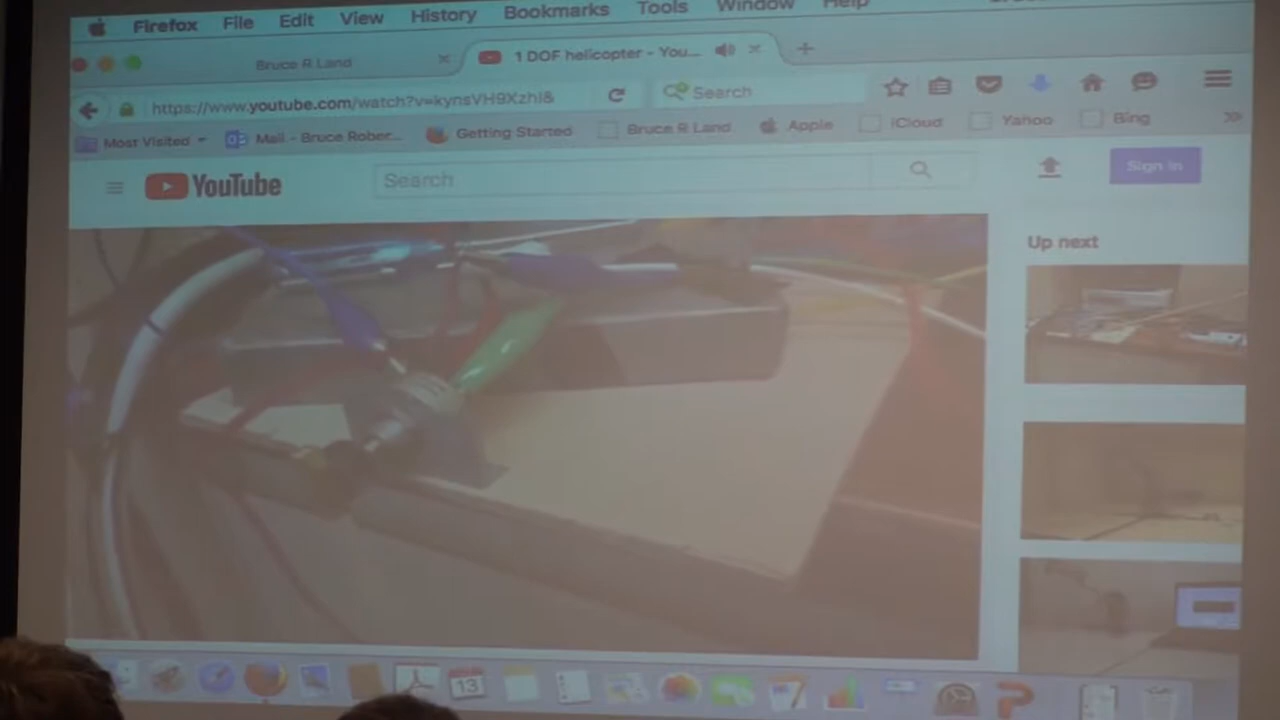 Firefox File Edit View History Bookmarks Tools Window Help
Bruce R Land
1 DOF helicopter - You...
https://www.youtube.com/watch?v=kynsVH9XzhI&
Search
Most Visited
Mail - Bruce Rober...
Getting Started
Bruce R Land
Apple
iCloud
Yahoo
Bing
YouTube
Search
Sign in
Up next
13